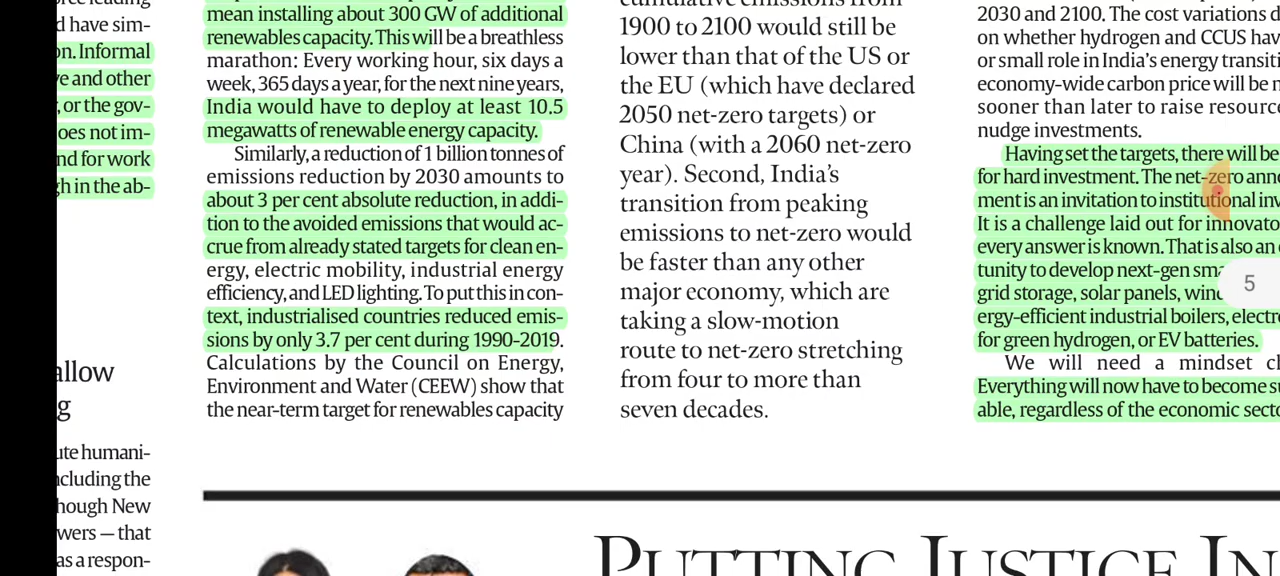 d have sim-
on. Informal
ve and other
, or the gov-
oes not im-
nd for work
gh in the ab-
allow
g
ute humani-
ncluding the
hough New
wers — that
as a respon-
mean installing about 300 GW of additional
renewables capacity. This will be a breathless
marathon: Every working hour, six days a
week, 365 days a year, for the next nine years,
India would have to deploy at least 10.5
megawatts of renewable energy capacity.
Similarly, a reduction of 1 billion tonnes of
emissions reduction by 2030 amounts to
about 3 per cent absolute reduction, in addi-
tion to the avoided emissions that would ac-
crue from already stated targets for clean en-
ergy, electric mobility, industrial energy
efficiency, and LED lighting. To put this in con-
text, industrialised countries reduced emis-
sions by only 3.7 per cent during 1990-2019.
Calculations by the Council on Energy,
Environment and Water (CEEW) show that
the near-term target for renewables capacity
cumulative emissions from
1900 to 2100 would still be
lower than that of the US or
the EU (which have declared
2050 net-zero targets) or
China (with a 2060 net-zero
year). Second, India's
transition from peaking
emissions to net-zero would
be faster than any other
major economy, which are
taking a slow-motion
route to net-zero stretching
from four to more than
seven decades.
2030 and 2100. The cost variations d
on whether hydrogen and CCUS hav
or small role in India's energy transiti
economy-wide carbon price will be n
sooner than later to raise resource
nudge investments.
Having set the targets, there will be
for hard investment. The net-zero anno
ment is an invitation to institutional inv
It is a challenge laid out for innovato
every answer is known. That is also an
tunity to develop next-gen sma
grid storage, solar panels, wind
ergy-efficient industrial boilers, electro
for green hydrogen, or EV batteries.
We will need a mindset c
Everything will now have to become su
able, regardless of the economic secto
5
PUTTING JUSTICE IN